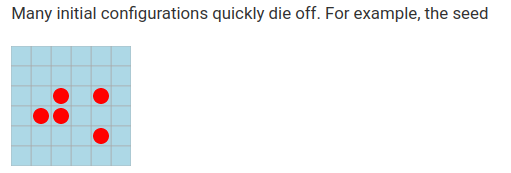 Many initial configurations quickly die off. For example, the seed